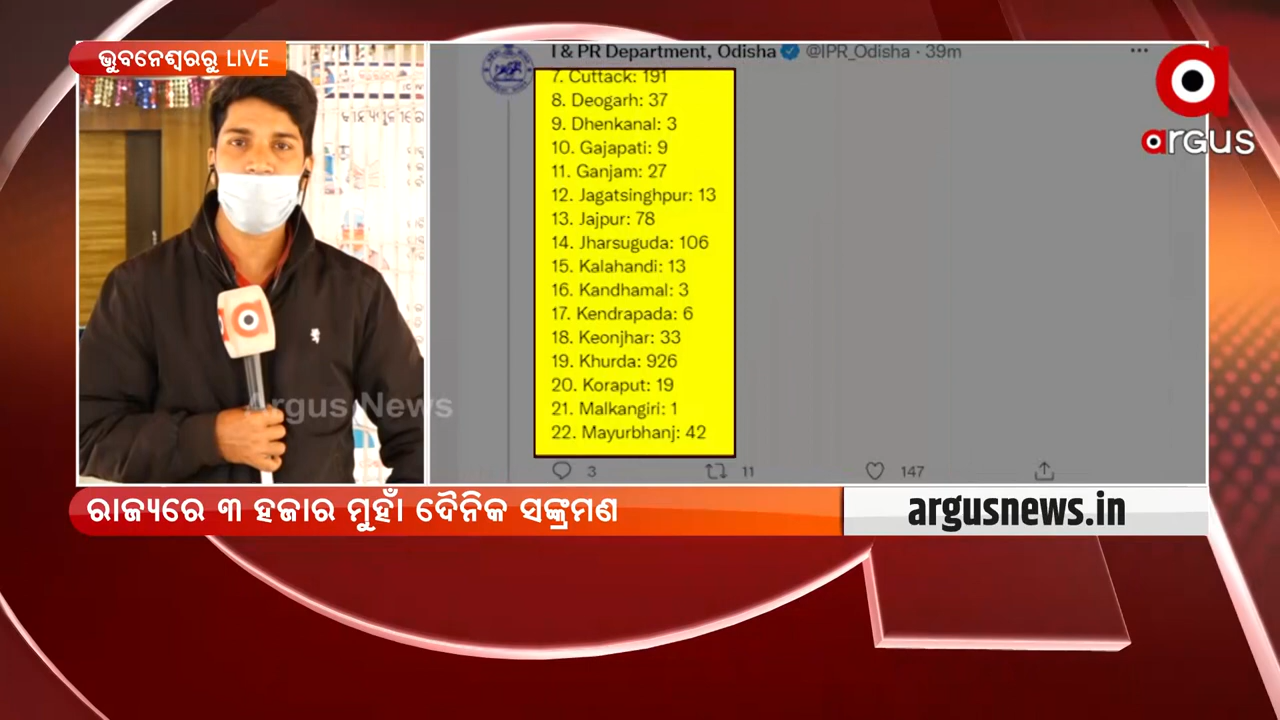 ଭୁବନେଶ୍ୱରରୁ LIVE
I & PR Department, Odisha @IPR_Odisha · 39m
7. Cuttack: 191
8. Deogarh: 37
9. Dhenkanal: 3
10. Gajapati: 9
11. Ganjam: 27
12. Jagatsinghpur: 13
13. Jajpur: 78
14. Jharsuguda: 106
15. Kalahandi: 13
16. Kandhamal: 3
17. Kendrapada: 6
18. Keonjhar: 33
19. Khurda: 926
20. Koraput: 19
21. Malkangiri: 1
22. Mayurbhanj: 42
3 11 147
argus
Argus News
ରାଜ୍ୟରେ ୩ ହଜାର ମୁହାଁ ଦୈନିକ ସଙ୍କ୍ରମଣ
argusnews.in